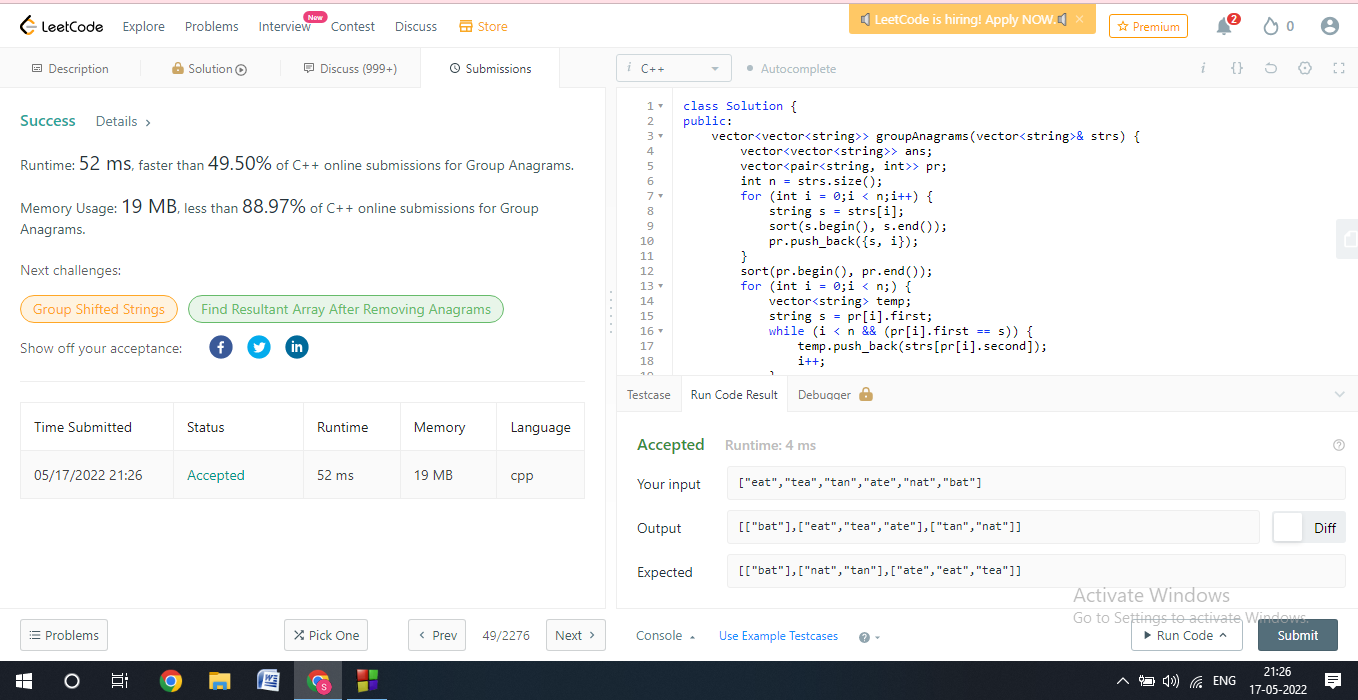 LeetCode Explore Problems Interview New Contest Discuss Store LeetCode is hiring! Apply NOW. × Premium 2 0
Description Solution Discuss (999+) Submissions
i C++ Autocomplete i {}
Success Details >
Runtime: 52 ms, faster than 49.50% of C++ online submissions for Group Anagrams.
Memory Usage: 19 MB, less than 88.97% of C++ online submissions for Group
Anagrams.
Next challenges:
Group Shifted Strings Find Resultant Array After Removing Anagrams
Show off your acceptance:
Time Submitted Status Runtime Memory Language
05/17/2022 21:26 Accepted 52 ms 19 MB cpp
1 class Solution {
2 public:
3 vector<vector<string>> groupAnagrams(vector<string>& strs) {
4 vector<vector<string>> ans;
5 vector<pair<string, int>> pr;
6 int n = strs.size();
7 for (int i = 0;i < n;i++) {
8 string s = strs[i];
9 sort(s.begin(), s.end());
10 pr.push_back({s, i});
11 }
12 sort(pr.begin(), pr.end());
13 for (int i = 0;i < n;) {
14 vector<string> temp;
15 string s = pr[i].first;
16 while (i < n && (pr[i].first == s)) {
17 temp.push_back(strs[pr[i].second]);
18 i++;
Testcase Run Code Result Debugger
Accepted Runtime: 4 ms
Your input ["eat","tea","tan","ate","nat","bat"]
Output [["bat"],["eat","tea","ate"],["tan","nat"]] Diff
Expected [["bat"],["nat","tan"],["ate","eat","tea"]]
Activate Windows
Go to Settings to activate Windows.
Problems Pick One < Prev 49/2276 Next > Console Use Example Testcases ? Run Code Submit
S W ENG 21:26
17-05-2022